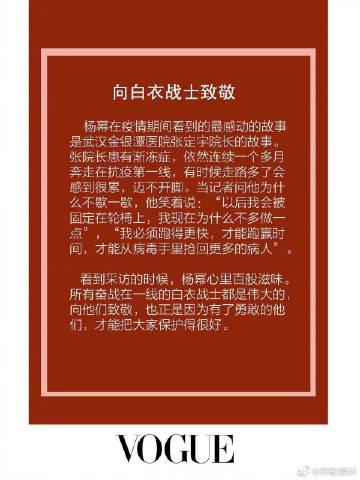 向白衣战士致敬
杨幂在疫情期间看到的最感动的故事
是武汉金银潭医院张定宇院长的故事。
张院长患有渐冻症，依然连续一个多月
奔走在抗疫第一线，有时候走路多了会
感到很累，迈不开脚。当记者问他为什
么不歇一歇，他笑着说：“以后我会被
固定在轮椅上，我现在为什么不多做一
点”，“我必须跑得更快，才能跑赢时
间，才能从病毒手里抢回更多的病人”。
看到采访的时候，杨幂心里百般滋味。
所有奋战在一线的白衣战士都是伟大的，
向他们致敬，也正是因为有了勇敢的他
们，才能把大家保护得很好。
VOGUE